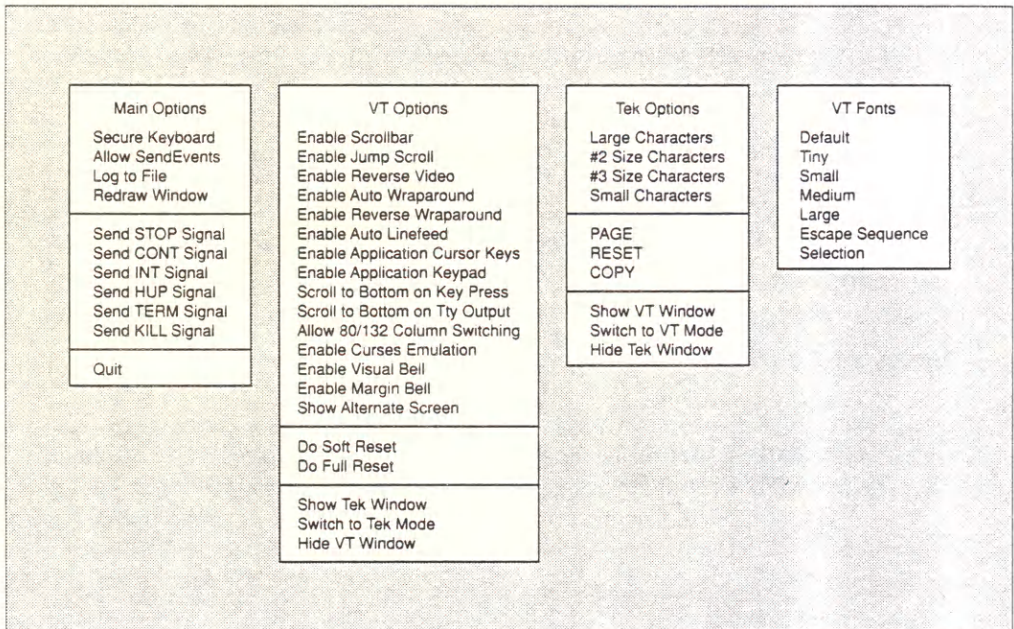 Main Options
Secure Keyboard
Allow SendEvents
Log to File
Redraw Window
Send STOP Signal
Send CONT Signal
Send INT Signal
Send HUP Signal
Send TERM Signal
Send KILL Signal
Quit
VT Options
Enable Scrollbar
Enable Jump Scroll
Enable Reverse Video
Enable Auto Wraparound
Enable Reverse Wraparound
Enable Auto Linefeed
Enable Application Cursor Keys
Enable Application Keypad
Scroll to Bottom on Key Press
Scroll to Bottom on Tty Output
Allow 80/132 Column Switching
Enable Curses Emulation
Enable Visual Bell
Enable Margin Bell
Show Alternate Screen
Do Soft Reset
Do Full Reset
Show Tek Window
Switch to Tek Mode
Hide VT Window
Tek Options
Large Characters
#2 Size Characters
#3 Size Characters
Small Characters
PAGE
RESET
COPY
Show VT Window
Switch to VT Mode
Hide Tek Window
VT Fonts
Default
Tiny
Small
Medium
Large
Escape Sequence
Selection